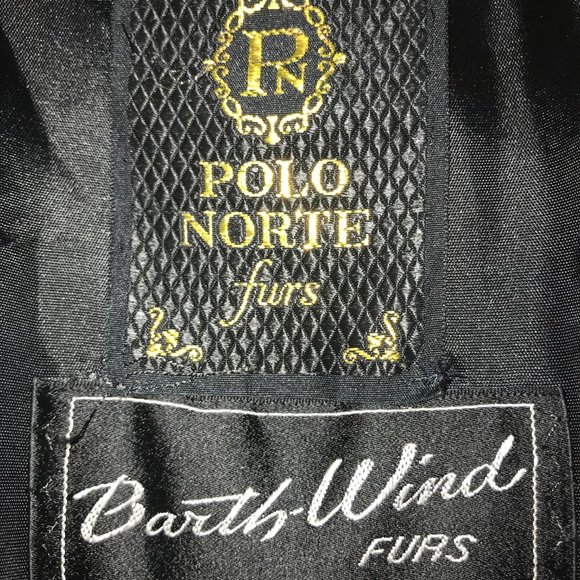 PN
POLO
NORTE
furs
Barth-Wind
FURS